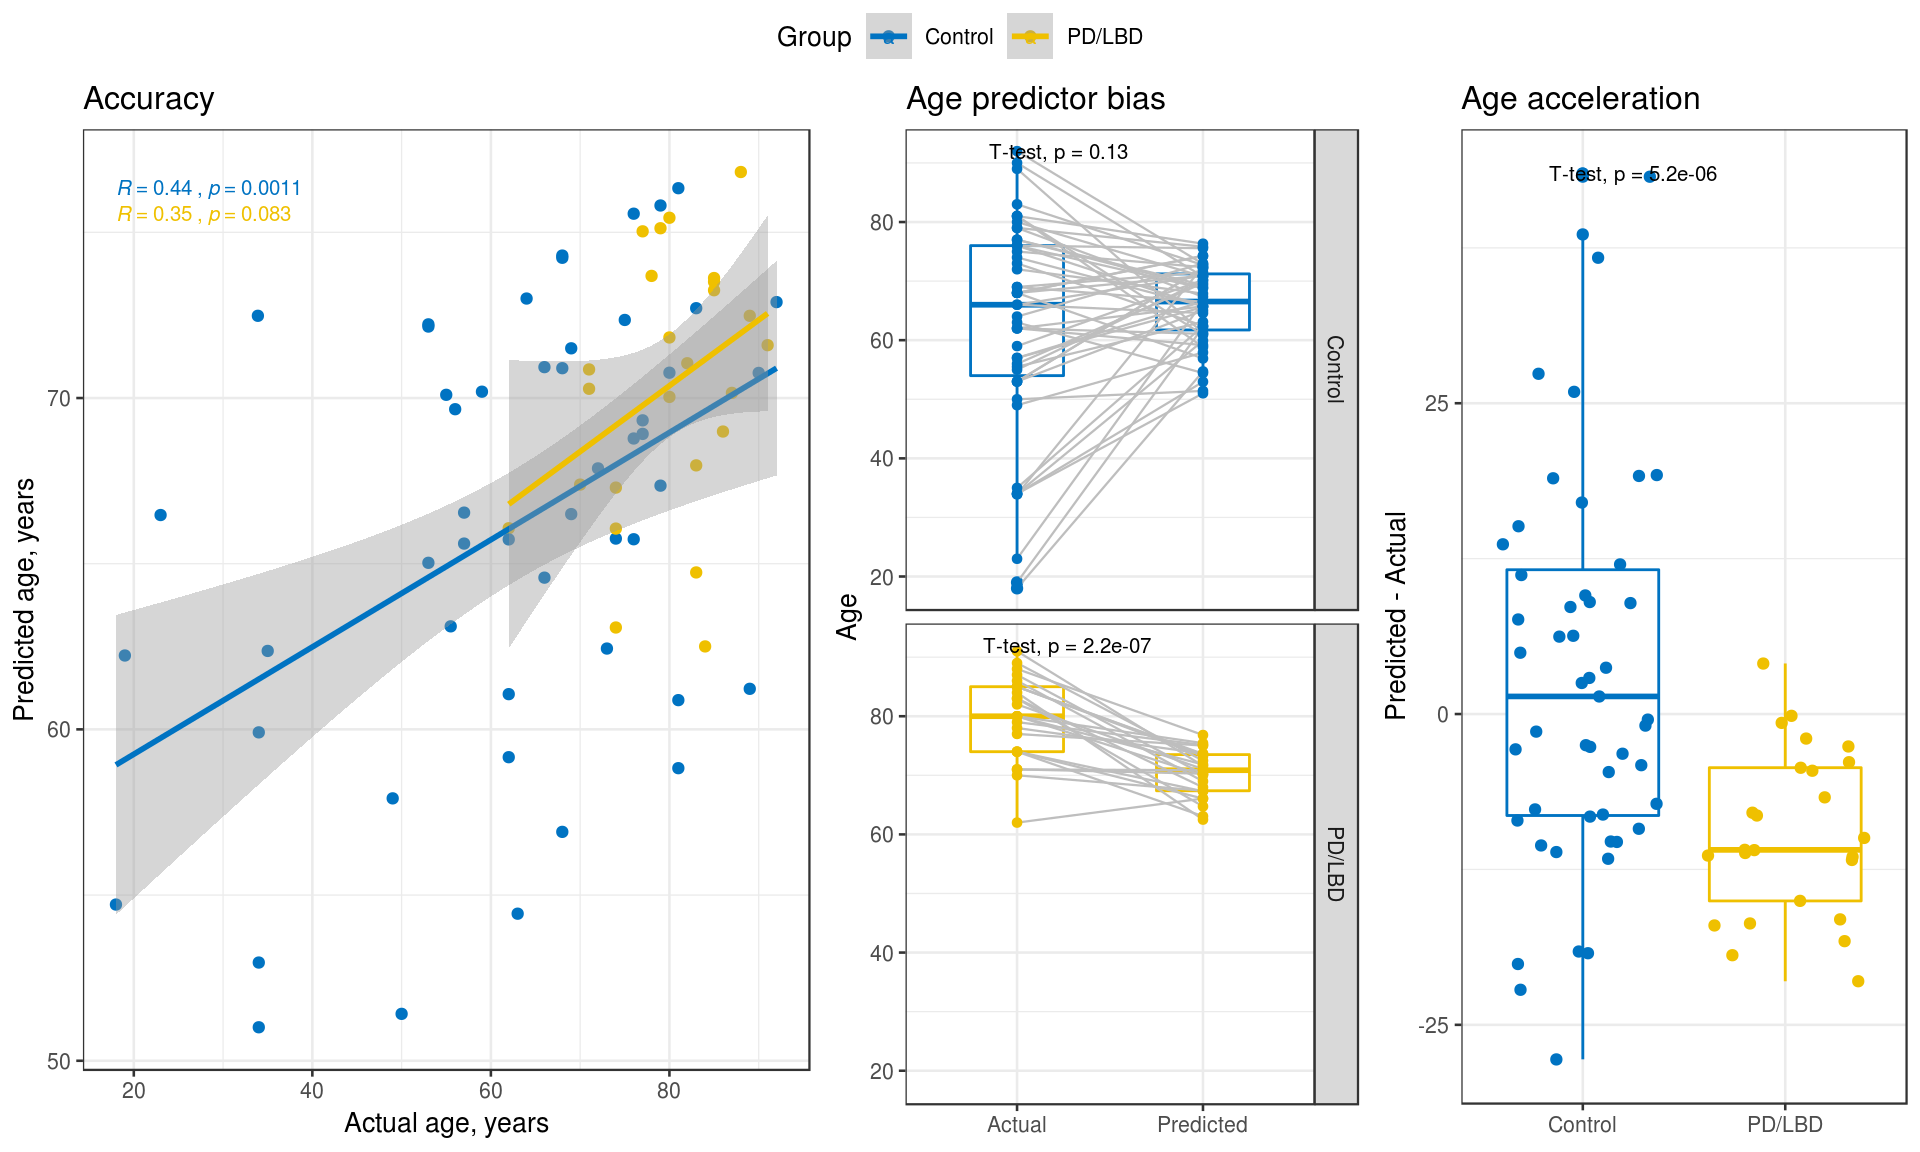 Group Control PD/LBD
Accuracy
R = 0.44 , p = 0.0011
R = 0.35 , p = 0.083
Predicted age, years
70
60
50
20 40 60 80
Actual age, years
Age predictor bias
T-test, p = 0.13
Control
80
60
40
20
Age
T-test, p = 2.2e-07
PD/LBD
80
60
40
20
Actual Predicted
Age acceleration
T-test, p = 5.2e-06
Predicted - Actual
25
0
-25
Control PD/LBD